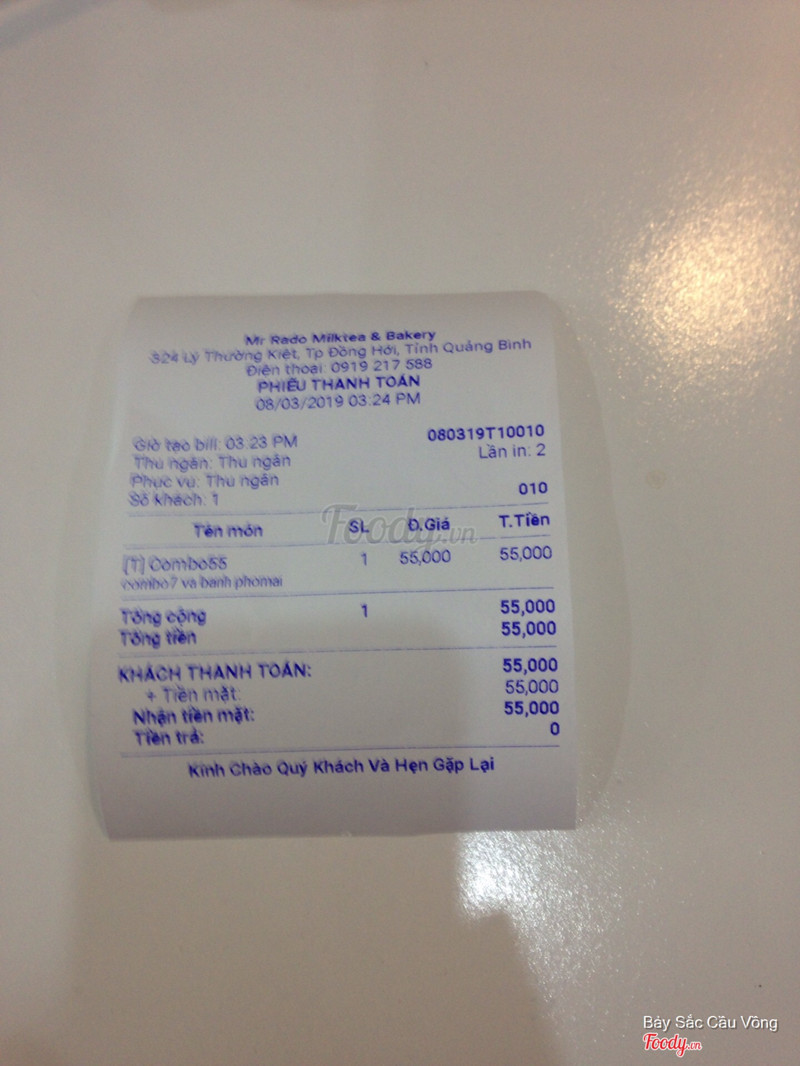 Mr Rado Milktea & Bakery
324 Lý Thường Kiệt, Tp Đồng Hới, Tỉnh Quảng Bình
Điện thoại: 0919 217 588
PHIẾU THANH TOÁN
08/03/2019 03:24 PM
Giờ tạo bill: 03:23 PM 080319T10010
Thu ngân: Thu ngân Lần in: 2
Phục vụ: Thu ngân
Số khách: 1 010
Tên món SL Đ.Giá T.Tiền
[T] Combo55 1 55,000 55,000
combo7 va banh phomai
Tổng cộng 1 55,000
Tổng tiền 55,000
KHÁCH THANH TOÁN: 55,000
+ Tiền mặt: 55,000
Nhận tiền mặt: 55,000
Tiền trả: 0
Kính Chào Quý Khách Và Hẹn Gặp Lại
Foody.vn
Bảy Sắc Cầu Vồng
Foody.vn